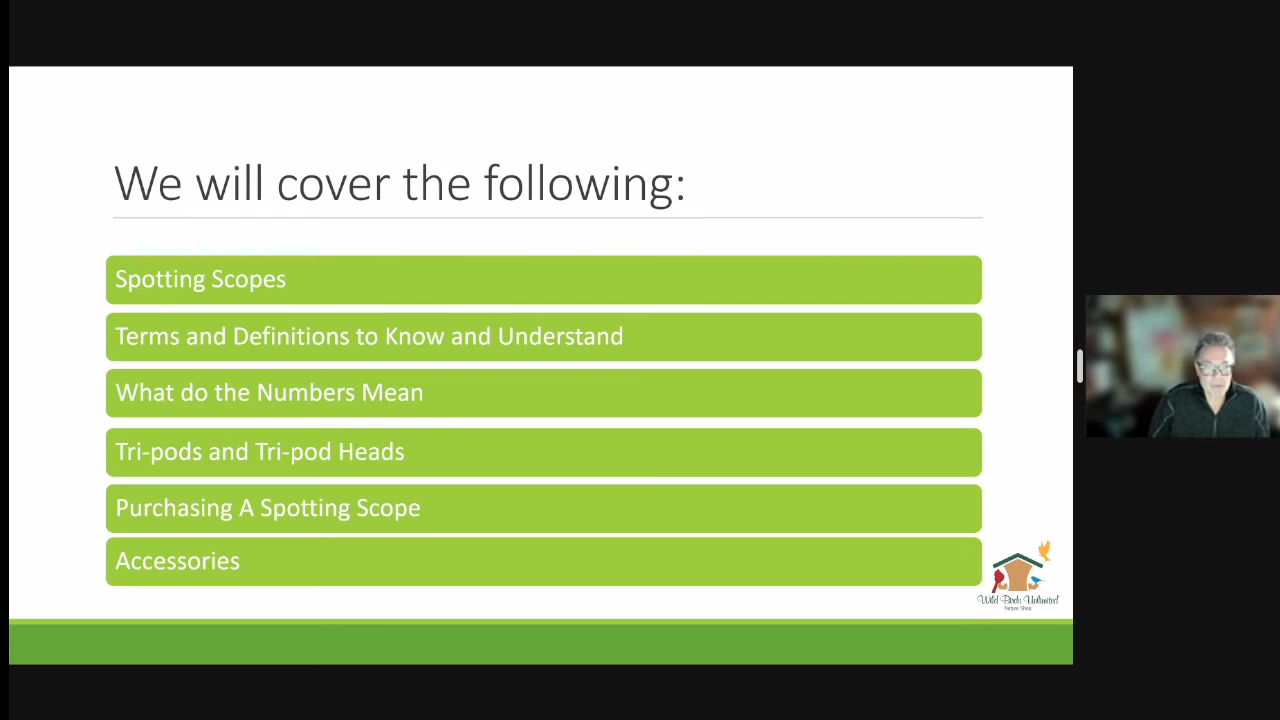 We will cover the following:
Spotting Scopes
Terms and Definitions to Know and Understand
What do the Numbers Mean
Tri-pods and Tri-pod Heads
Purchasing A Spotting Scope
Accessories
Wild Birds Unlimited
Nature Shop